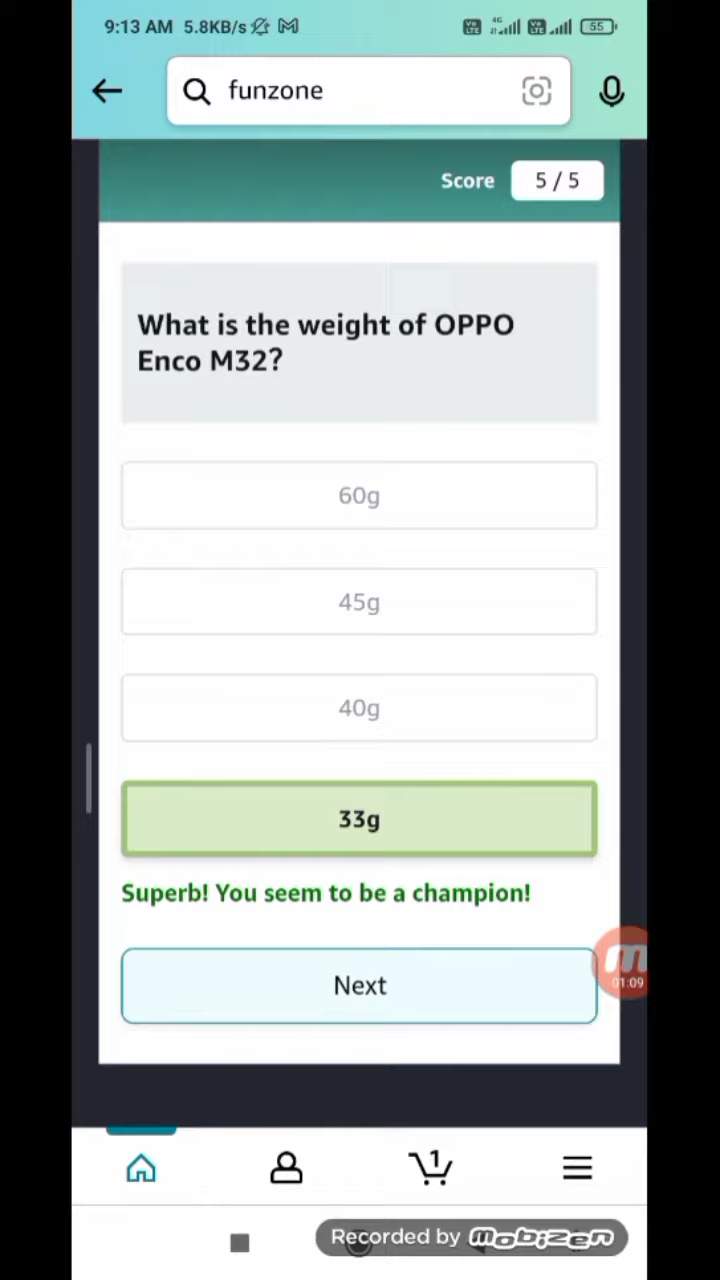 9:13 AM 5.8KB/s 4G 55
funzone
Score 5 / 5
What is the weight of OPPO
Enco M32?
60g
45g
40g
33g
Superb! You seem to be a champion!
Next
01:09
1
Recorded by mobizen